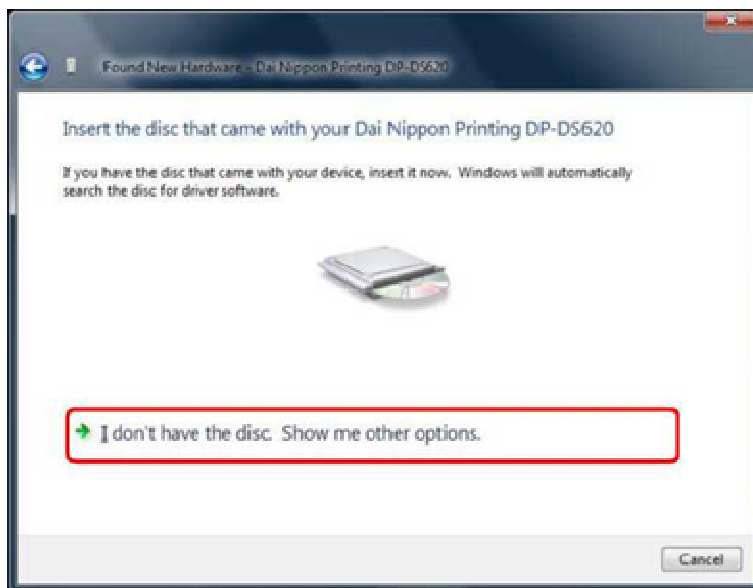 Found New Hardware - Dai Nippon Printing DP-DS620
Insert the disc that came with your Dai Nippon Printing DP-DS620
If you have the disc that came with your device, insert it now. Windows will automatically
search the disc for driver software.
I don't have the disc. Show me other options.
Cancel